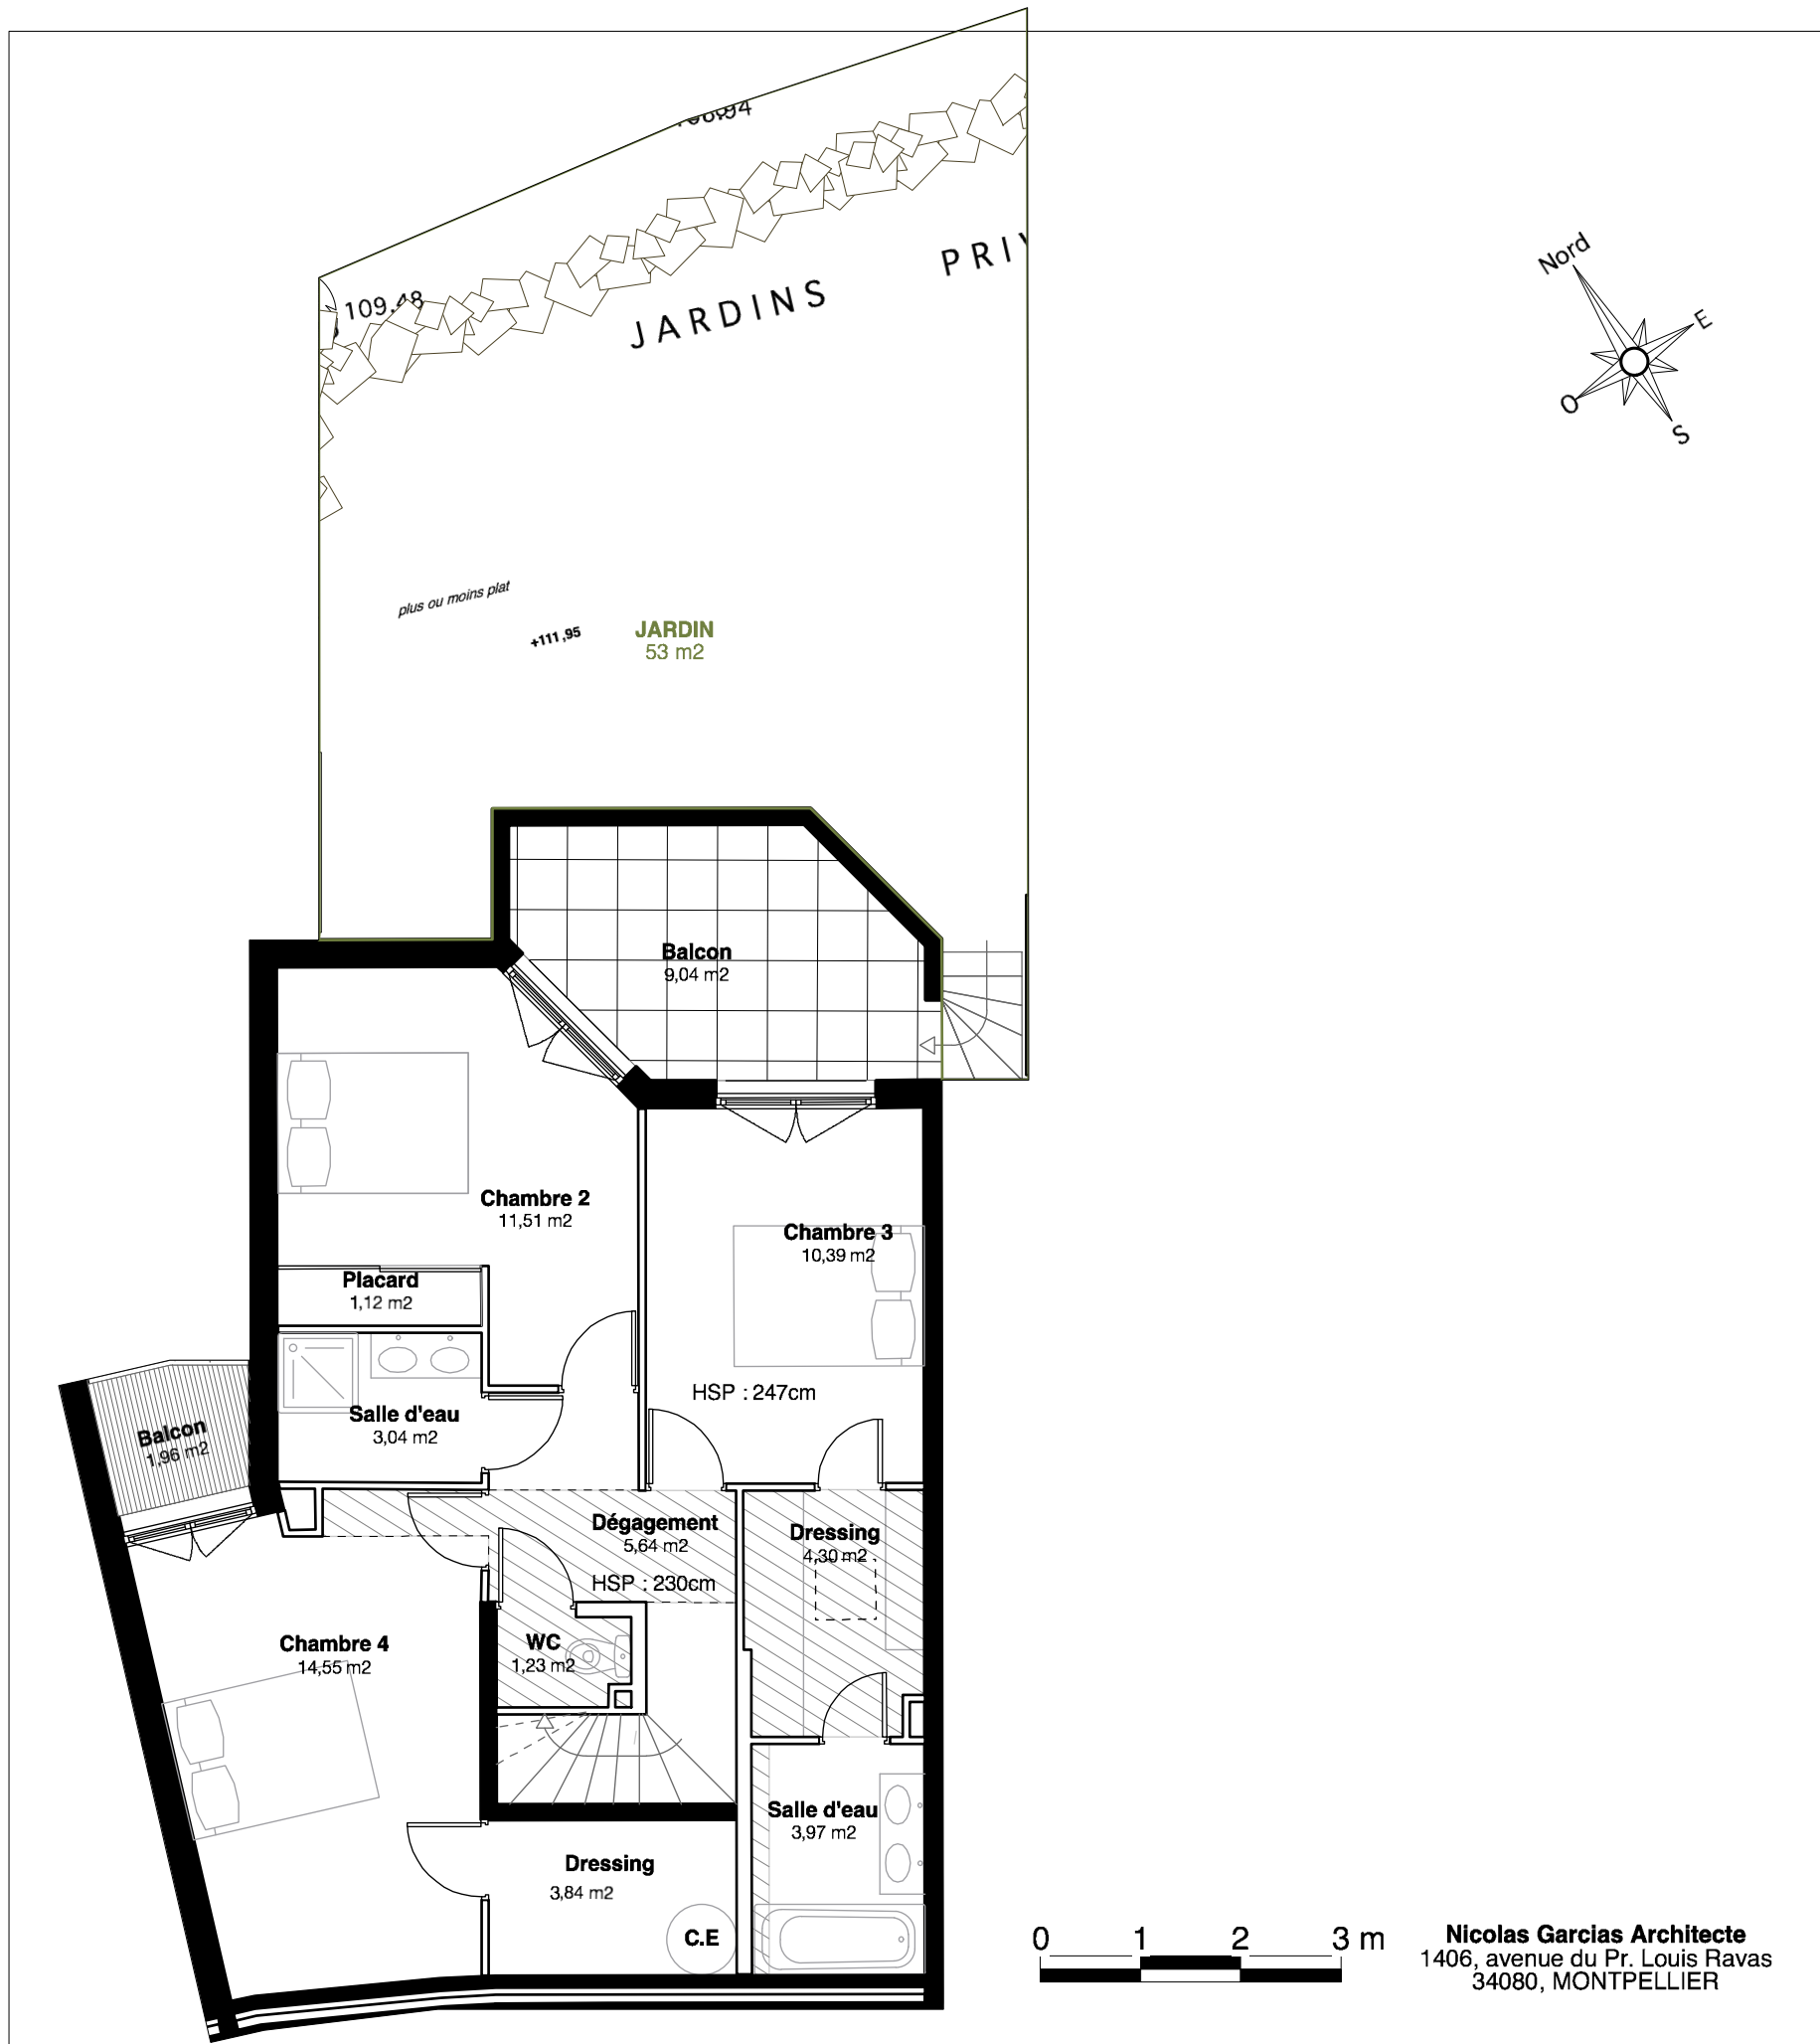 109.48
JARDINS
Nord
E
O
S
plus ou moins plat
+111,95
JARDIN
53 m2
Balcon
9,04 m2
Chambre 2
11,51 m2
Chambre 3
10,39 m2
Placard
1,12 m2
HSP : 247cm
Salle d'eau
3,04 m2
Balcon
1,96 m2
Dégagement
5,64 m2
HSP : 230cm
Dressing
4,30 m2
WC
1,23 m2
Chambre 4
14,55 m2
Salle d'eau
3,97 m2
Dressing
3,84 m2
C.E
0 1 2 3 m
Nicolas Garcias Architecte
1406, avenue du Pr. Louis Ravas
34080, MONTPELLIER